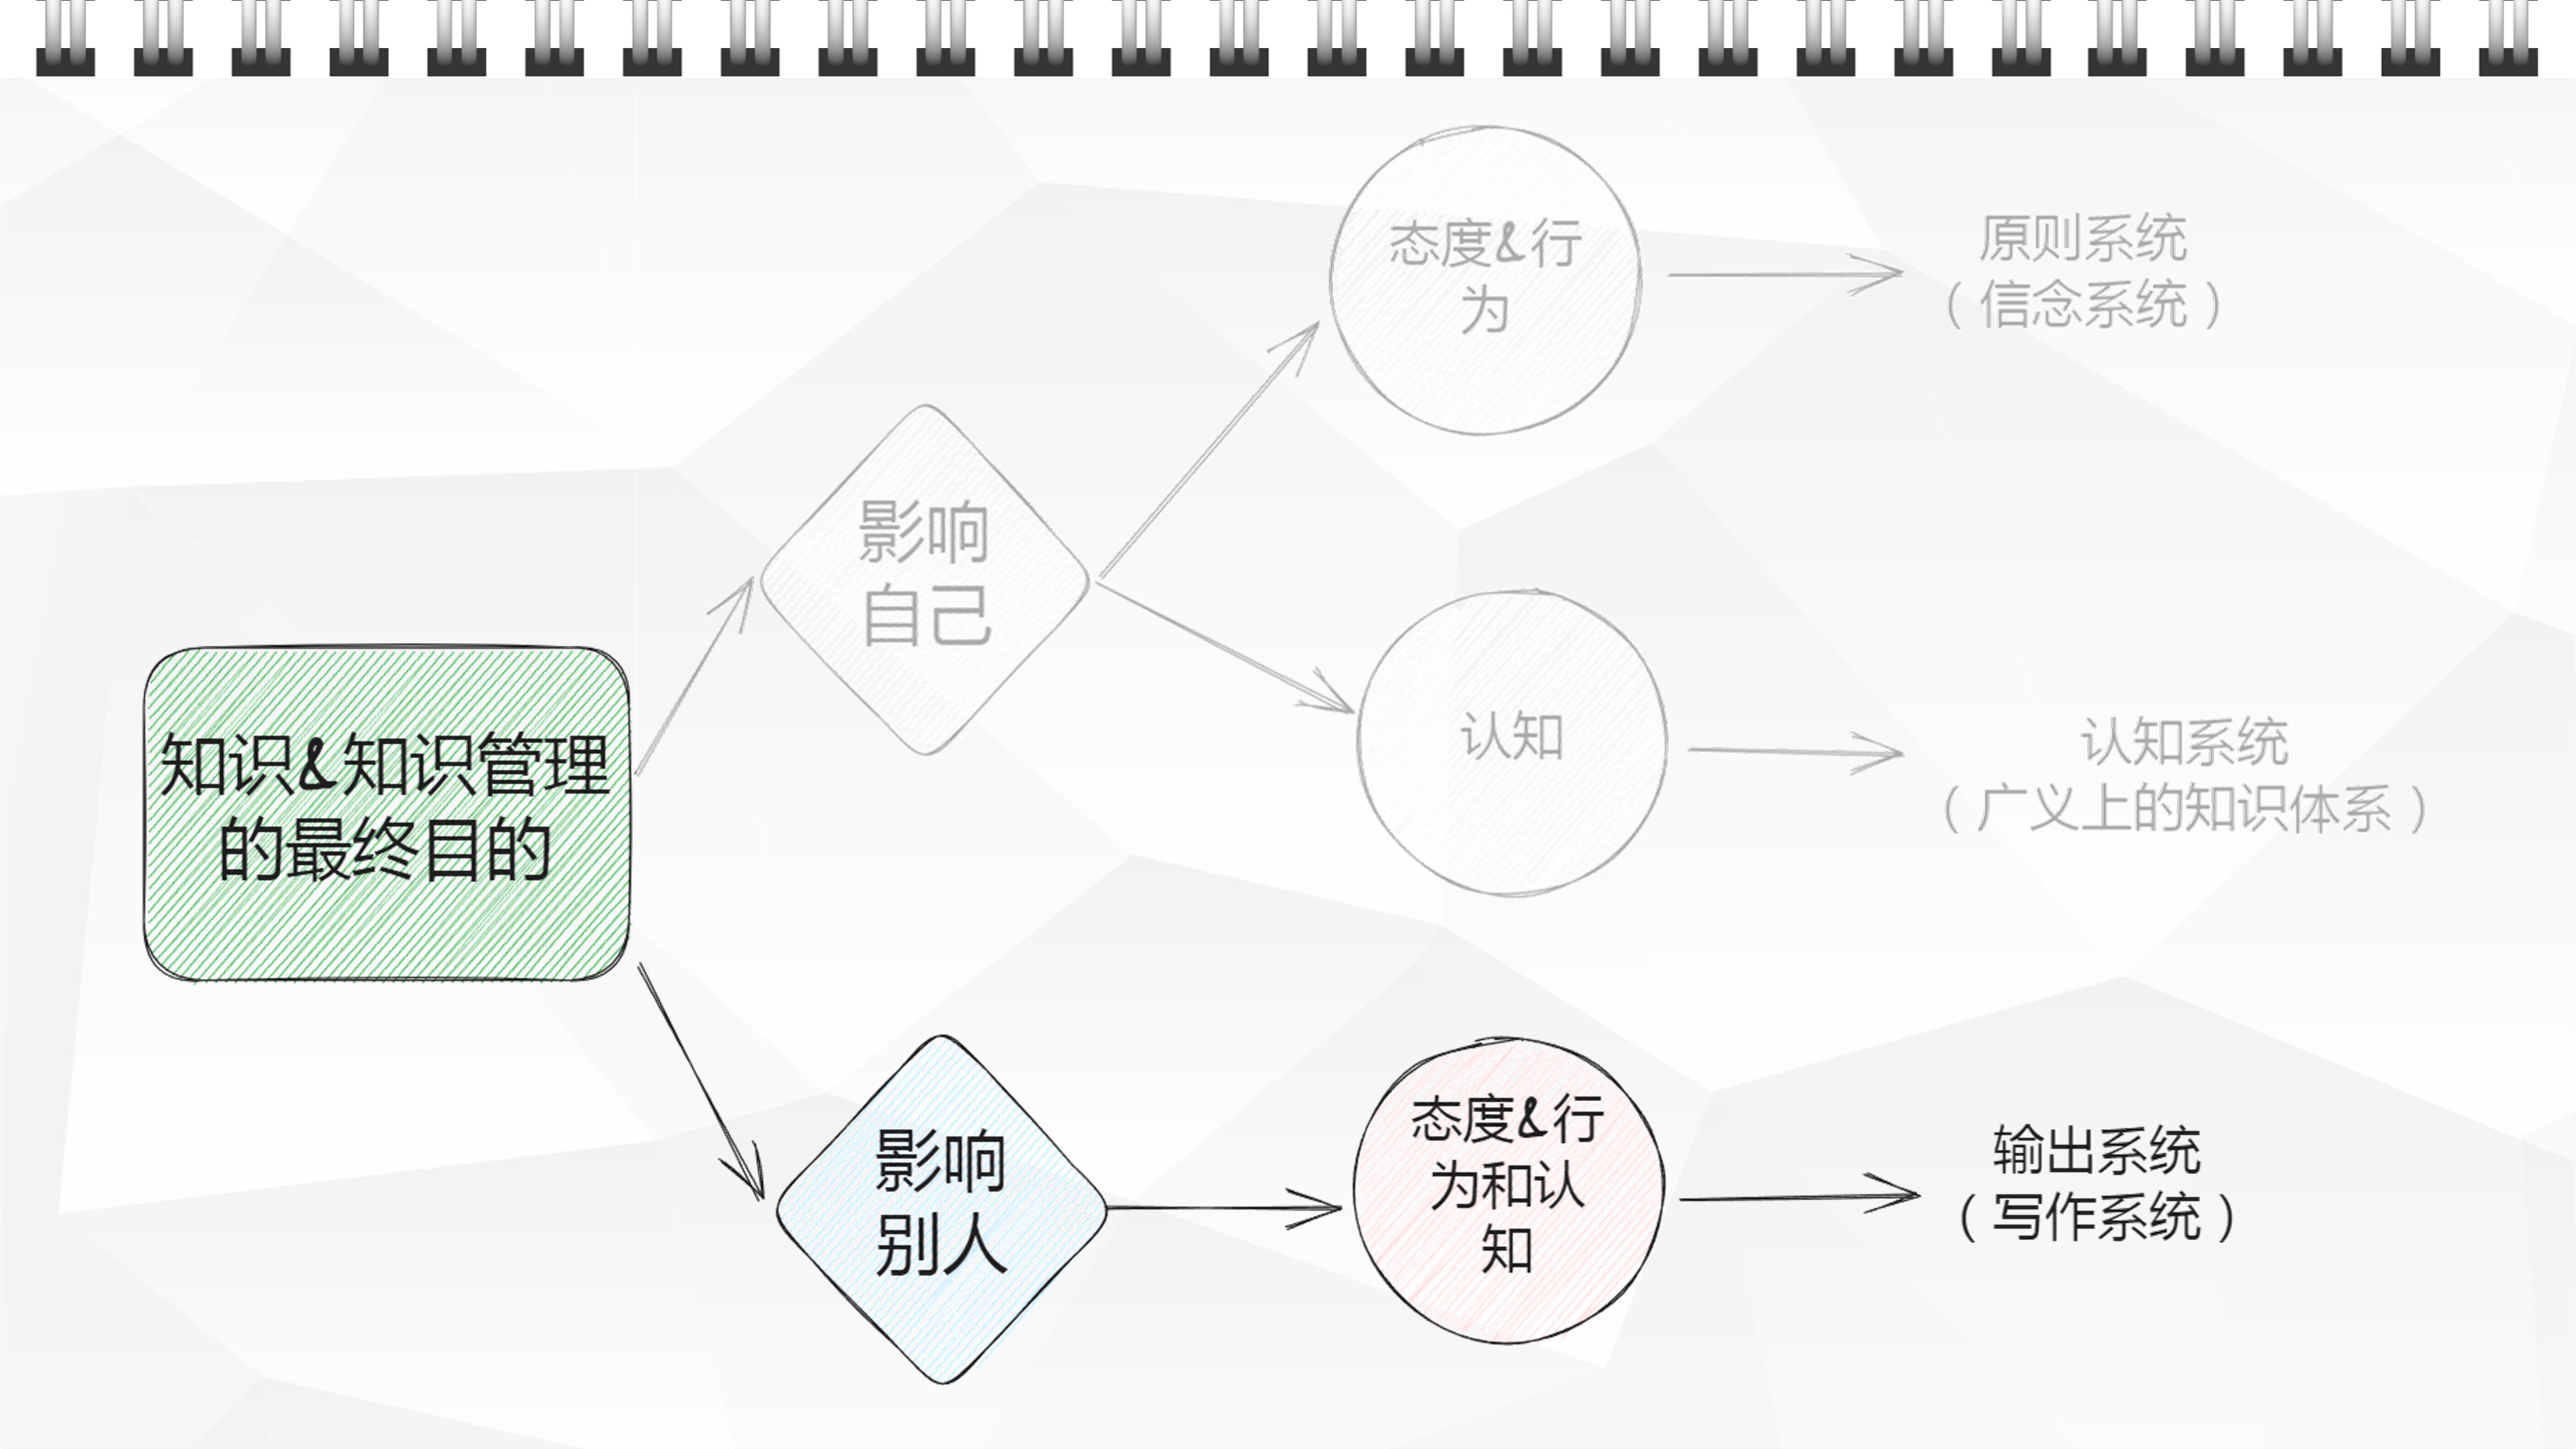 态度&行
为
原则系统
（信念系统）
影响
自己
认知
认知系统
（广义上的知识体系）
知识&知识管理
的最终目的
影响
别人
态度&行
为和认
知
输出系统
（写作系统）